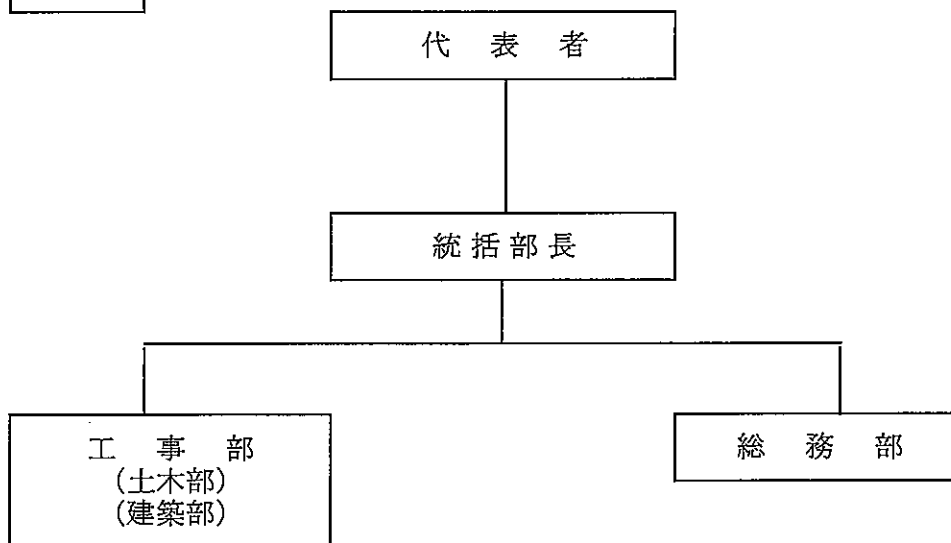 代 表 者
統括部長
工 事 部
(土木部)
(建築部)
総 務 部